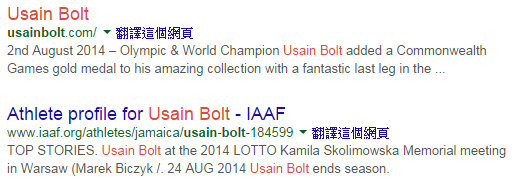 Usain Bolt
usainbolt.com/ ▼ 翻譯這個網頁
2nd August 2014 – Olympic & World Champion Usain Bolt added a Commonwealth
Games gold medal to his amazing collection with a fantastic last leg in the ...
Athlete profile for Usain Bolt - IAAF
www.iaaf.org/athletes/jamaica/usain-bolt-184599 ▼ 翻譯這個網頁
TOP STORIES. Usain Bolt at the 2014 LOTTO Kamila Skolimowska Memorial meeting
in Warsaw (Marek Biczyk /. 24 AUG 2014 Usain Bolt ends season.